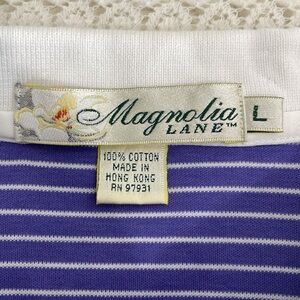 Magnolia
LANE™
L
100% COTTON
MADE IN
HONG KONG
RN 97931